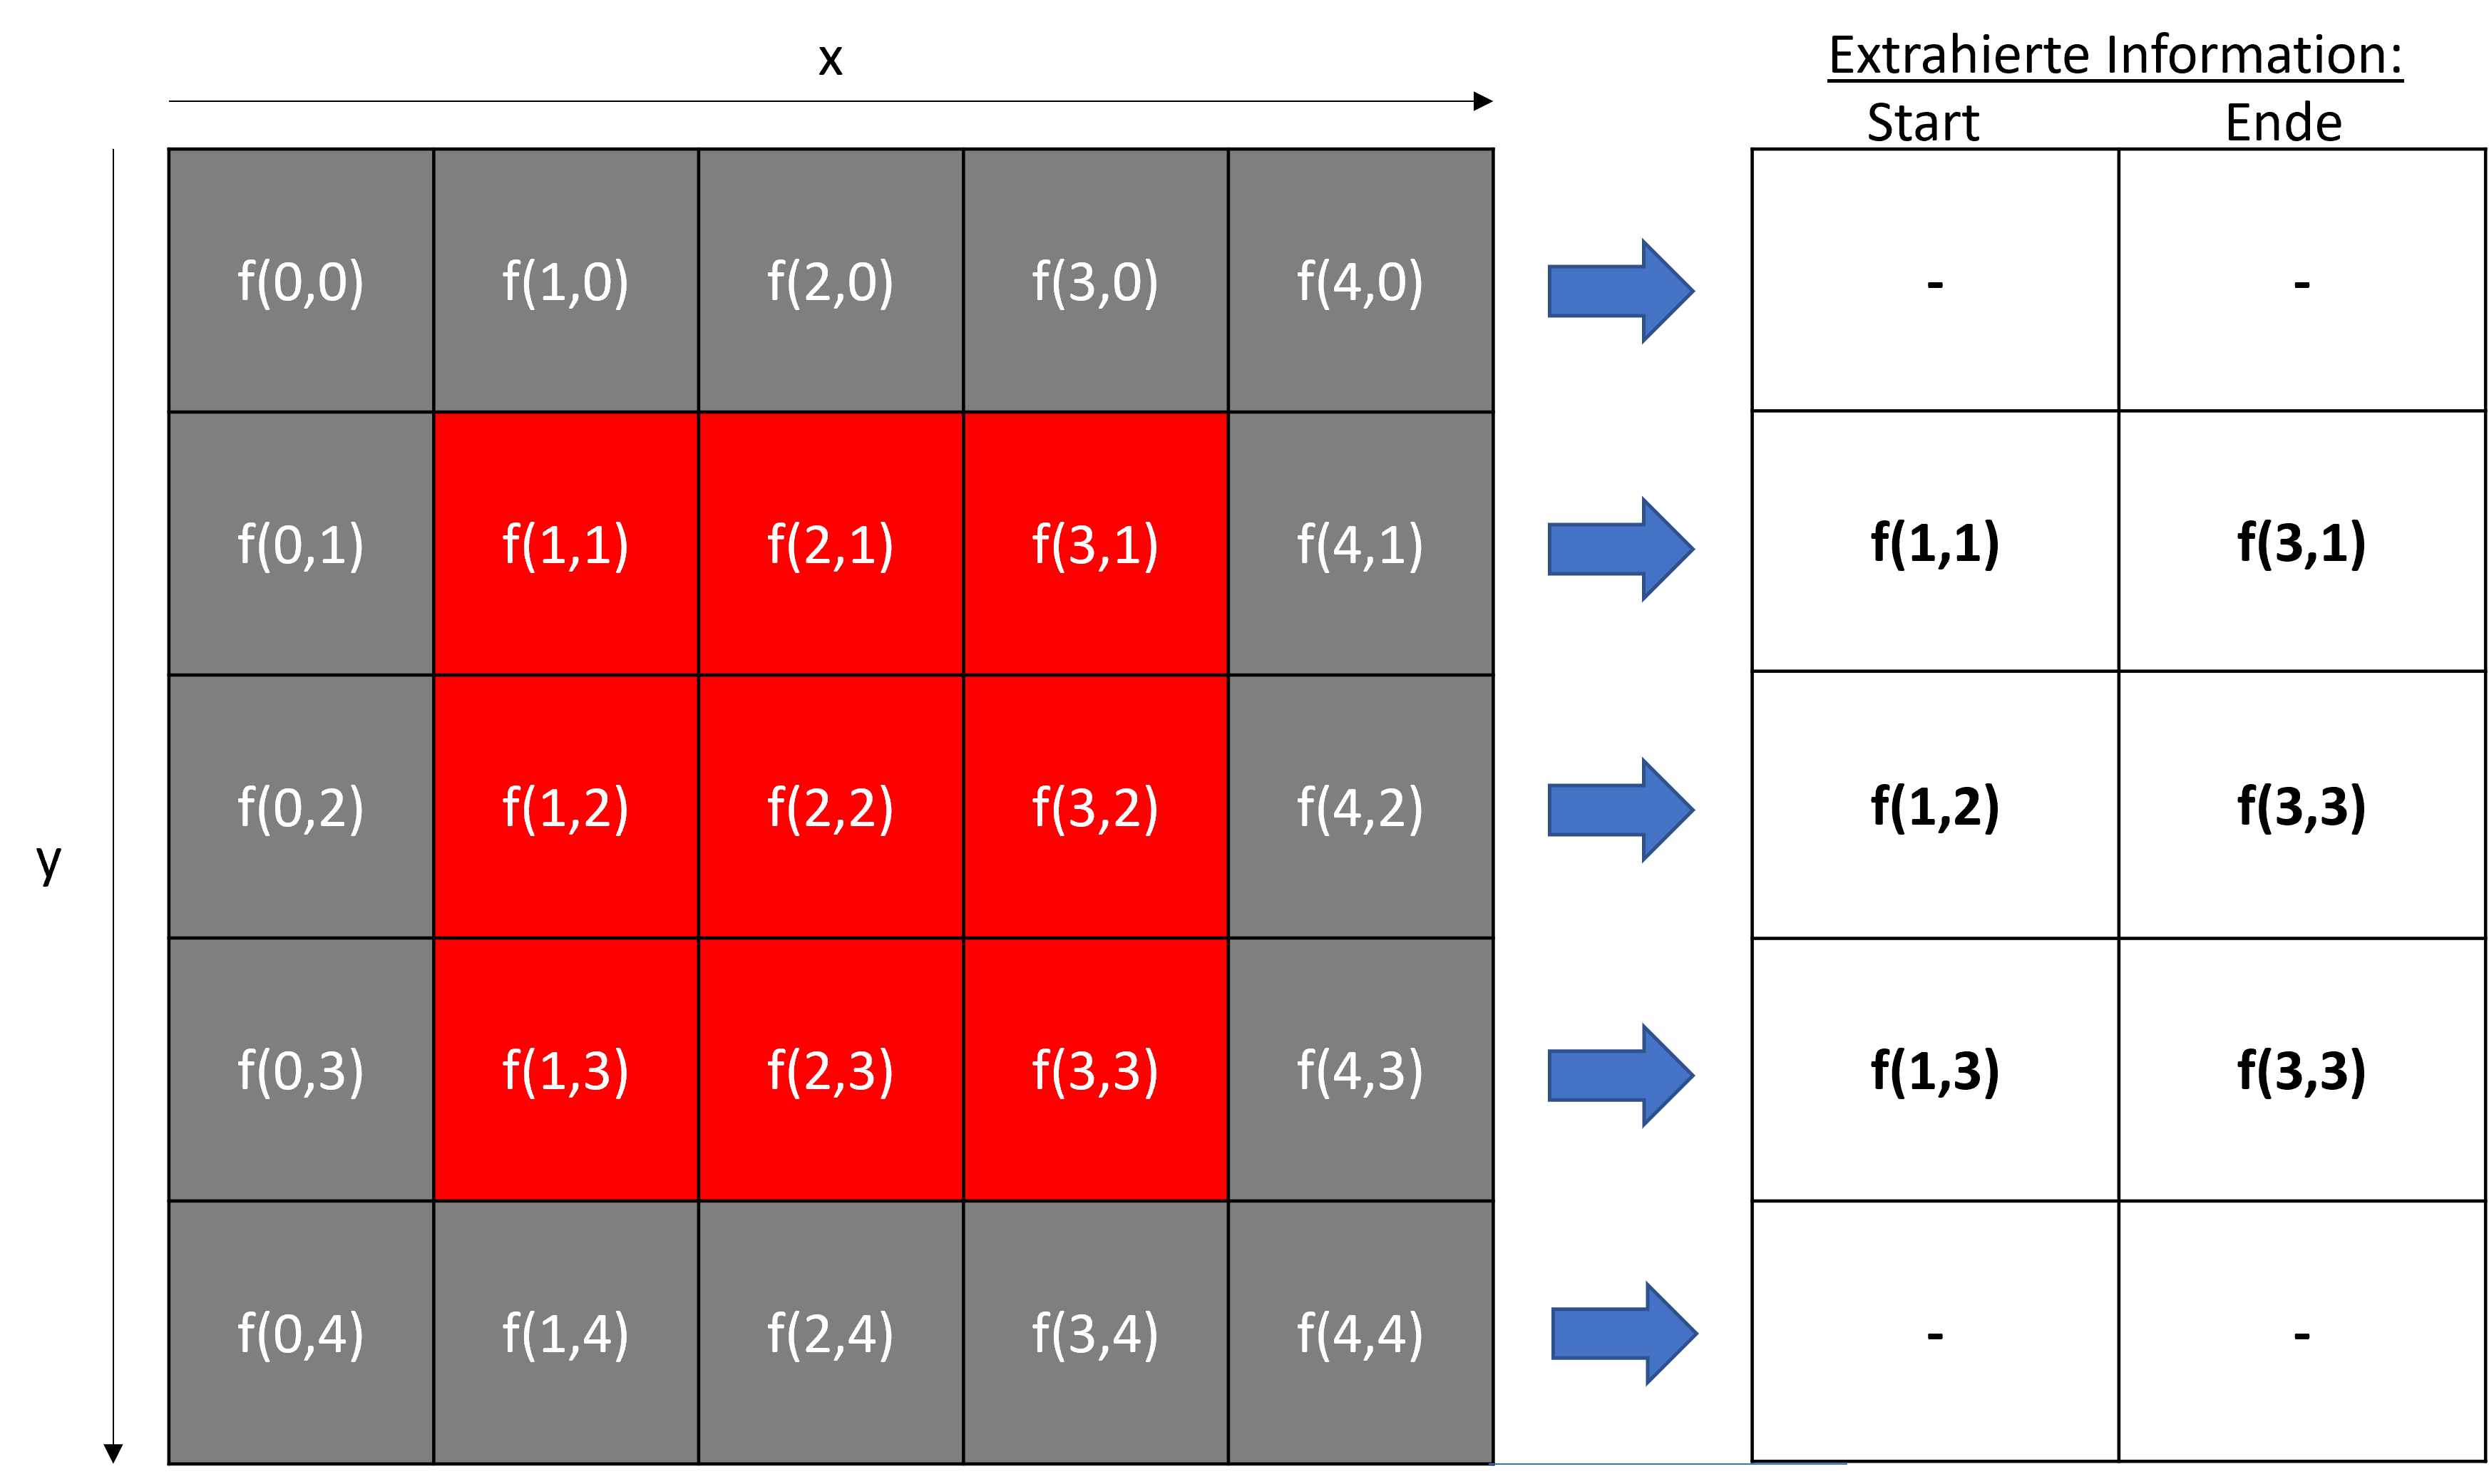 x
Extrahierte Information:
Start Ende
f(0,0) f(1,0) f(2,0) f(3,0) f(4,0) - -
f(0,1) f(1,1) f(2,1) f(3,1) f(4,1) f(1,1) f(3,1)
f(0,2) f(1,2) f(2,2) f(3,2) f(4,2) f(1,2) f(3,3)
y
f(0,3) f(1,3) f(2,3) f(3,3) f(4,3) f(1,3) f(3,3)
f(0,4) f(1,4) f(2,4) f(3,4) f(4,4) - -